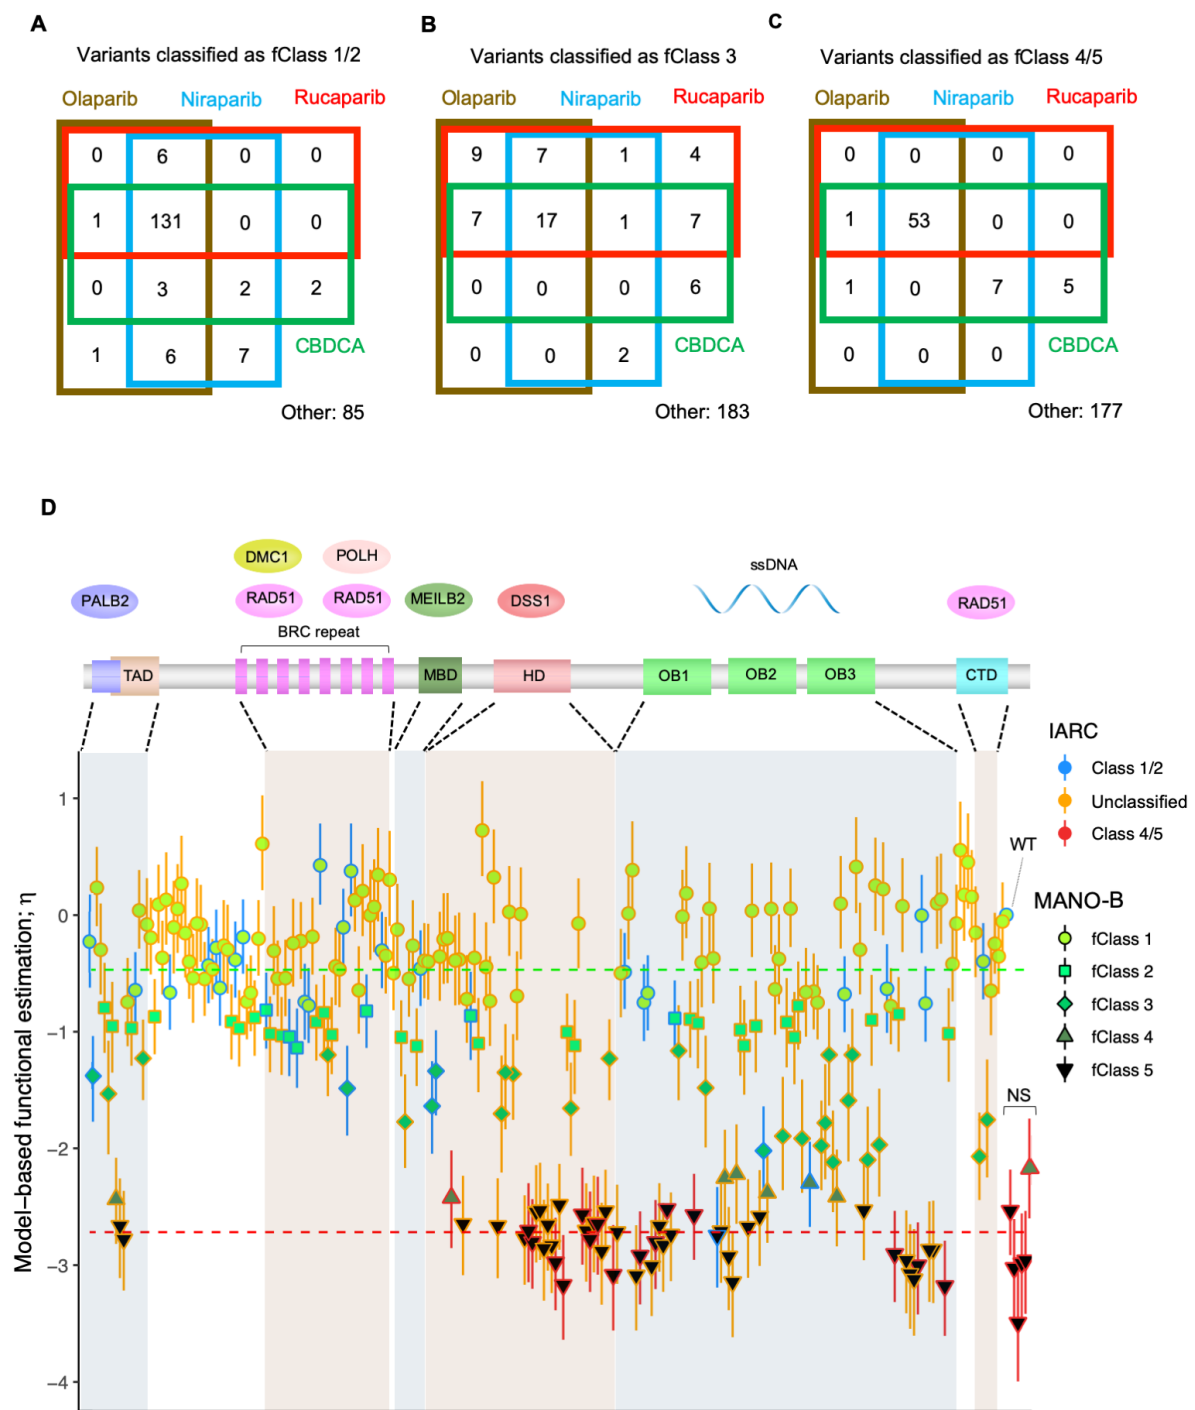 A
Variants classified as fClass 1/2
Olaparib Niraparib Rucaparib
0 6 0 0
1 131 0 0
0 3 2 2
1 6 7 CBDCA
Other: 85
B
Variants classified as fClass 3
Olaparib Niraparib Rucaparib
9 7 1 4
7 17 1 7
0 0 0 6
0 0 2 CBDCA
Other: 183
C
Variants classified as fClass 4/5
Olaparib Niraparib Rucaparib
0 0 0 0
1 53 0 0
1 0 7 5
0 0 0 CBDCA
Other: 177
D
DMC1 POLH
PALB2 RAD51 RAD51 MEILB2 DSS1 ssDNA RAD51
BRC repeat
TAD MBD HD OB1 OB2 OB3 CTD
Model−based functional estimation; η
1
0
−1
−2
−3
−4
WT
NS
IARC
Class 1/2
Unclassified
Class 4/5
MANO-B
fClass 1
fClass 2
fClass 3
fClass 4
fClass 5